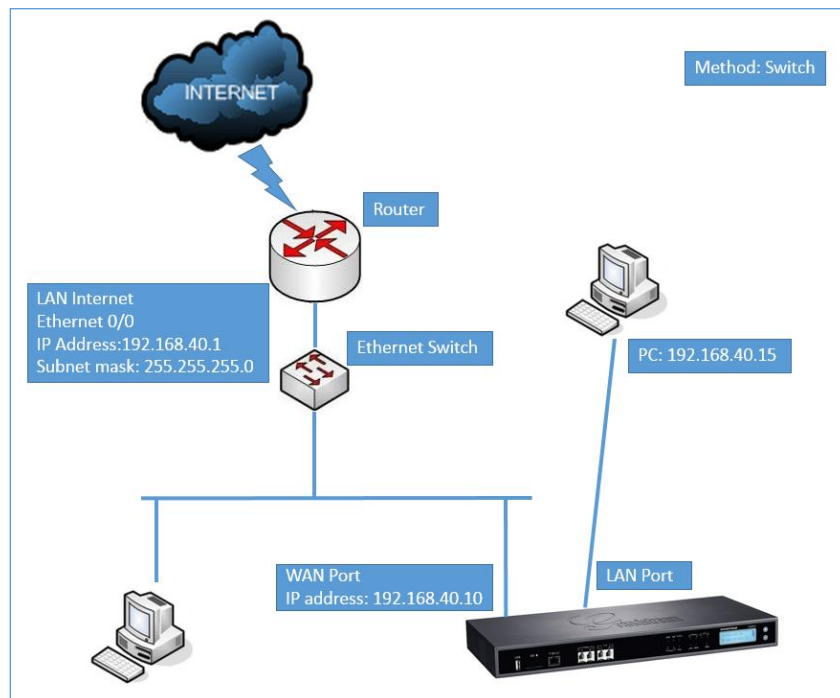 INTERNET
Method: Switch
Router
LAN Internet
Ethernet 0/0
IP Address:192.168.40.1
Subnet mask: 255.255.255.0
Ethernet Switch
PC: 192.168.40.15
WAN Port
IP address: 192.168.40.10
LAN Port